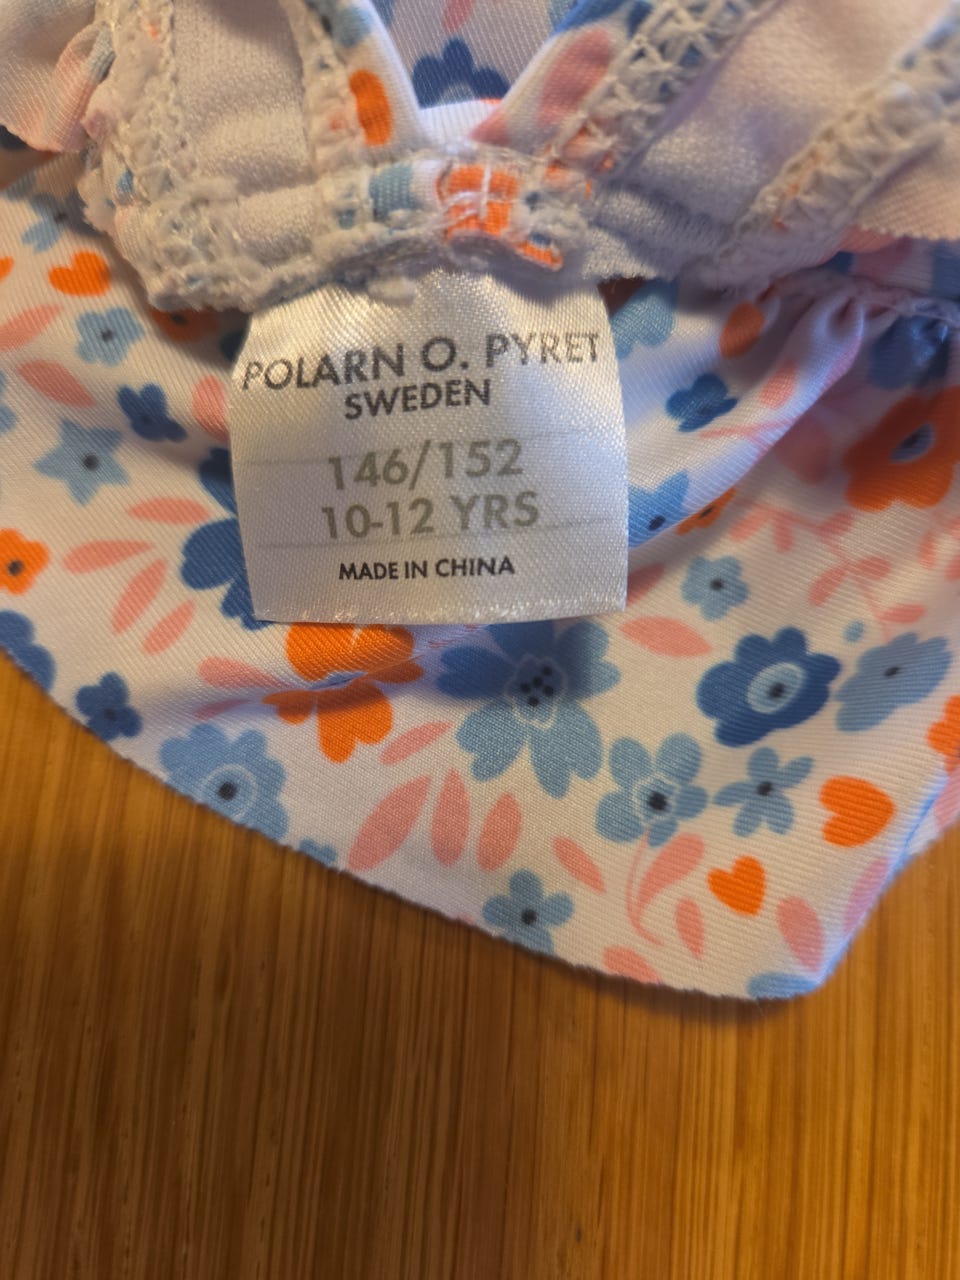 POLARN O. PYRET
SWEDEN
146/152
10-12 YRS
MADE IN CHINA